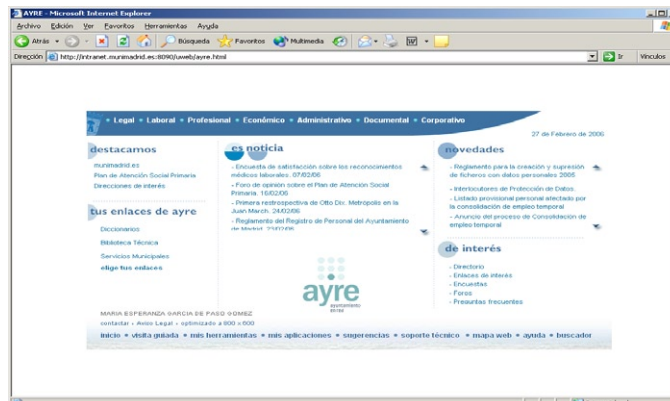 AYRE - Microsoft Internet Explorer
Archivo Edición Ver Favoritos Herramientas Ayuda
Atrás Búsqueda Favoritos Multimedia
Dirección http://intranet.munimadrid.es:8090/uweb/ayre.html Ir Vínculos
• Legal • Laboral • Profesional • Económico • Administrativo • Documental • Corporativo
27 de Febrero de 2006
destacamos
munimadrid.es
Plan de Atención Social Primaria
Direcciones de interés
tus enlaces de ayre
Diccionarios
Biblioteca Técnica
Servicios Municipales
elige tus enlaces
es noticia
- Encuesta de satisfacción sobre los reconocimientos
médicos laborales. 07/02/06
- Foro de opinión sobre el Plan de Atención Social
Primaria. 16/02/06
- Primera restrospectiva de Otto Dix. Metrópolis en la
Juan March. 24/02/06
- Reglamento del Registro de Personal del Ayuntamiento
de Madrid.
novedades
- Reglamento para la creación y supresión
de ficheros con datos personales 2005
- Interlocutores de Protección de Datos.
- Listado provisional personal afectado por
la consolidación de empleo temporal
- Anuncio del proceso de Consolidación de
empleo temporal
de interés
- Directorio
- Enlaces de interés
- Encuestas
- Foros
- Preguntas frecuentes
ayre
ayuntamiento
en red
MARIA ESPERANZA GARCIA DE PASO GOMEZ
contactar • Aviso Legal • optimizado a 800 x 600
inicio • visita guiada • mis herramientas • mis aplicaciones • sugerencias • soporte técnico • mapa web • ayuda • buscador